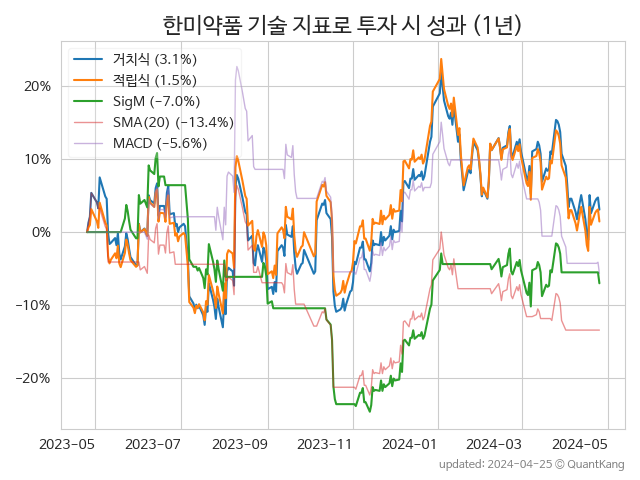 한미약품 기술 지표로 투자 시 성과 (1년)
거치식 (3.1%)
적립식 (1.5%)
SigM (−7.0%)
SMA(20) (−13.4%)
MACD (−5.6%)
20%
10%
0%
−10%
−20%
2023-05 2023-07 2023-09 2023-11 2024-01 2024-03 2024-05
updated: 2024-04-25 ⓒ QuantKang